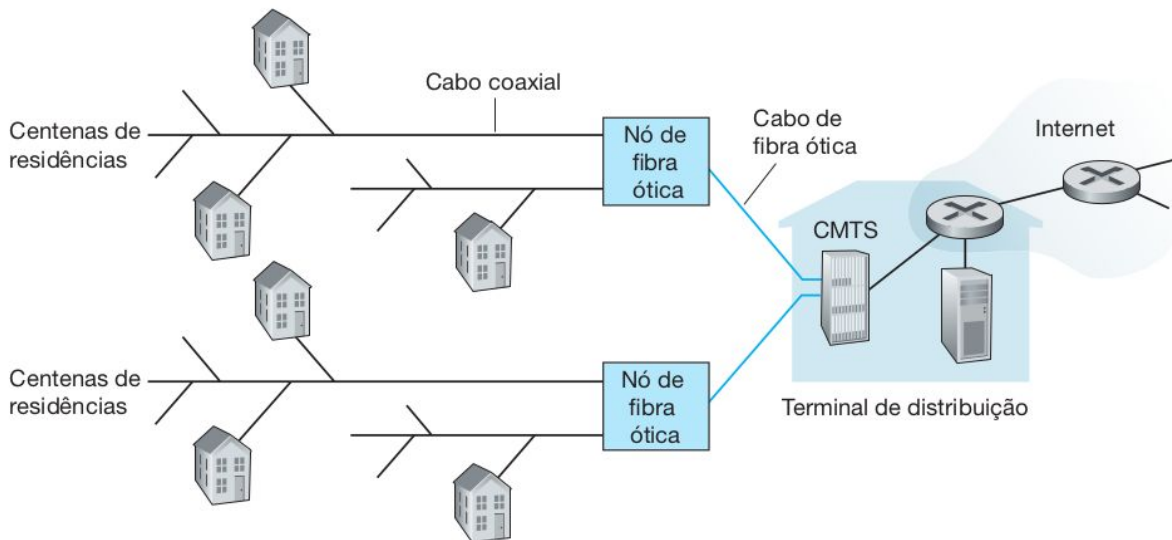 Cabo coaxial
Centenas de
residências
Nó de
fibra
ótica
Cabo de
fibra ótica
Internet
CMTS
Centenas de
residências
Nó de
fibra
ótica
Terminal de distribuição